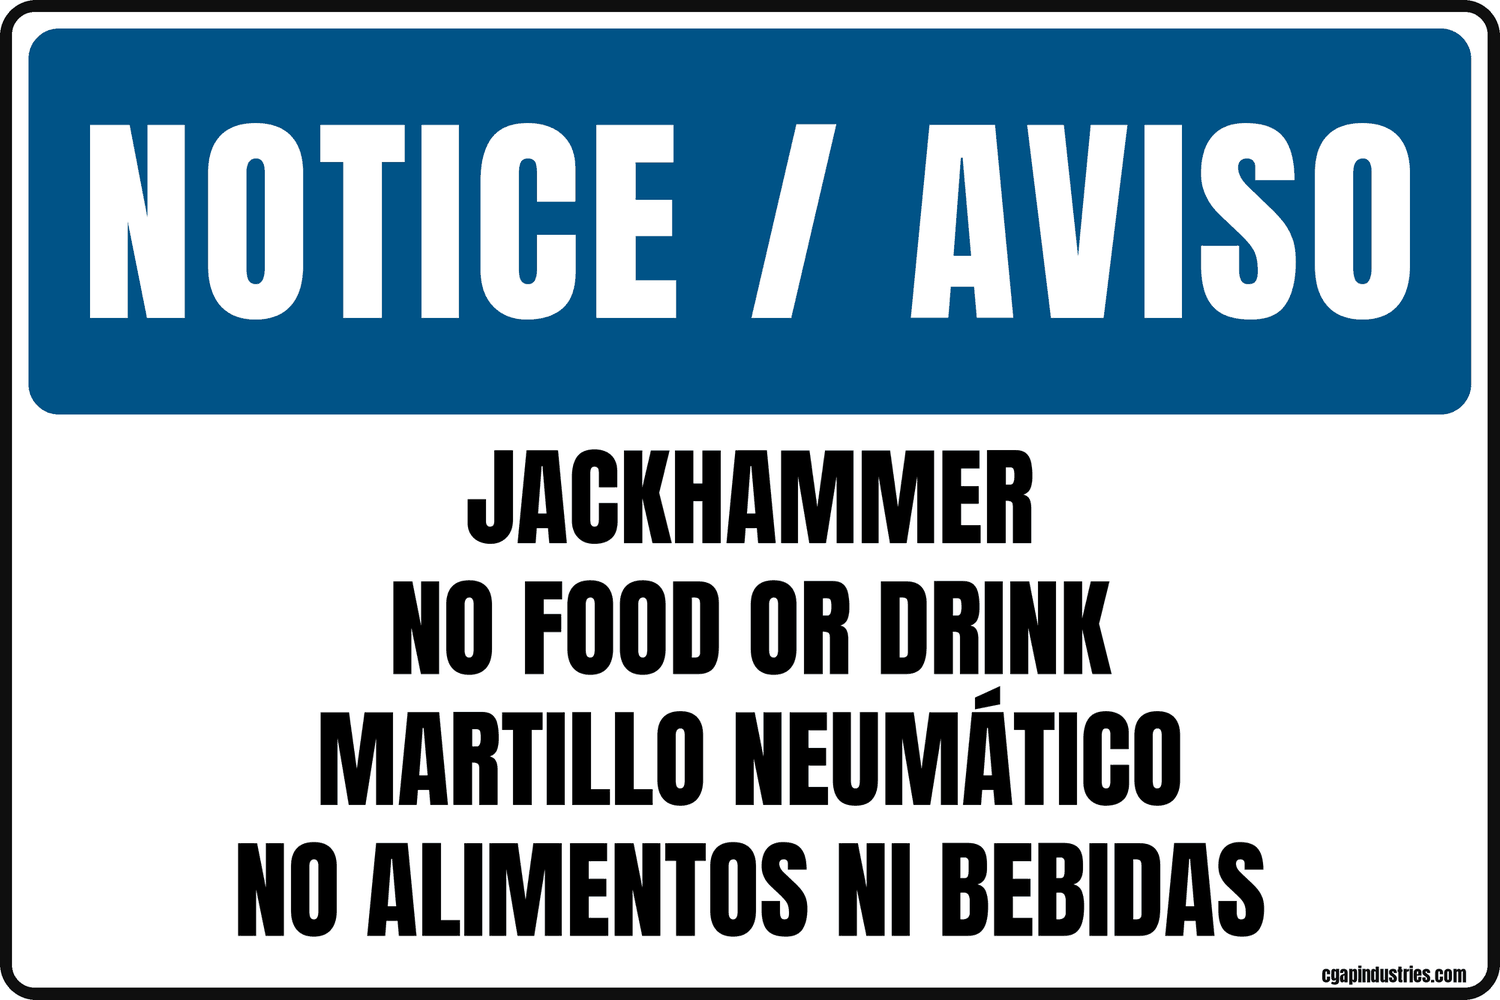 NOTICE / AVISO
JACKHAMMER
NO FOOD OR DRINK
MARTILLO NEUMÁTICO
NO ALIMENTOS NI BEBIDAS
cgapindustries.com